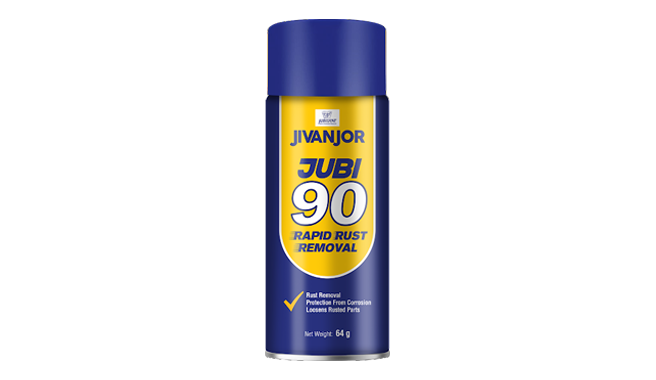 JIVANJOR
JUBI
90
RAPID RUST
REMOVAL
Rust Removal
Protection From Corrosion
Loosens Rusted Parts
Net Weight: 64 g